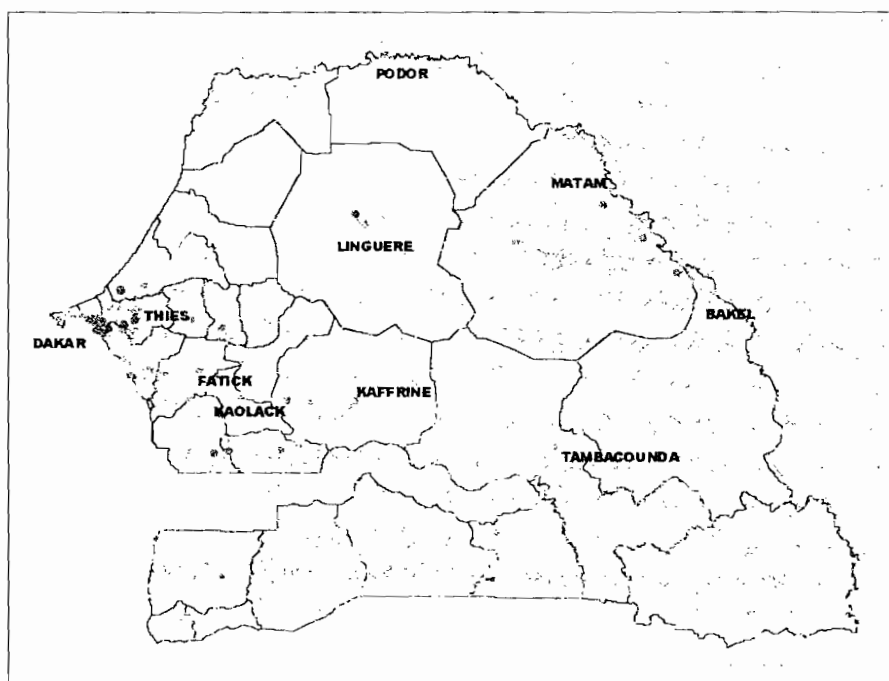 PODOR
MATAM
LINGUERE
THIES
BAKEL
DAKAR
FATICK
KAFFRINE
KAOLACK
TAMBACOUNDA